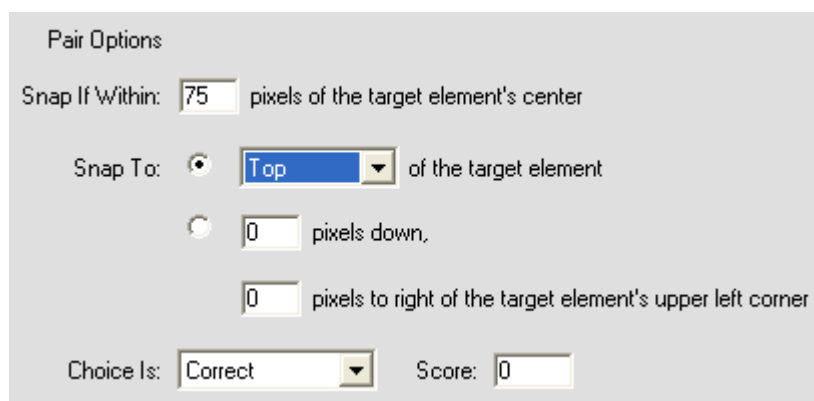 Pair Options
Snap If Within: 75 pixels of the target element's center
Snap To: Top of the target element
0 pixels down,
0 pixels to right of the target element's upper left corner
Choice Is: Correct Score: 0